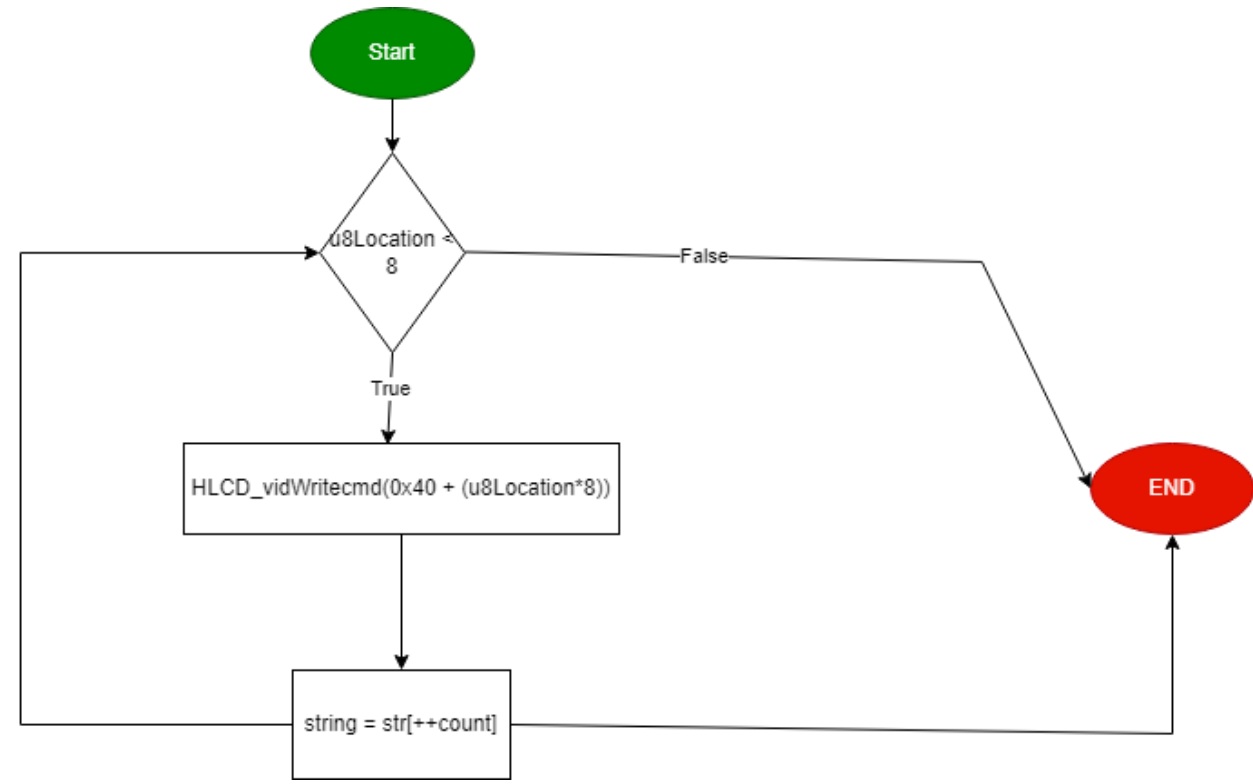 Start
u8Location <
8
False
True
HLCD_vidWritecmd(0x40 + (u8Location*8))
END
string = str[++count]